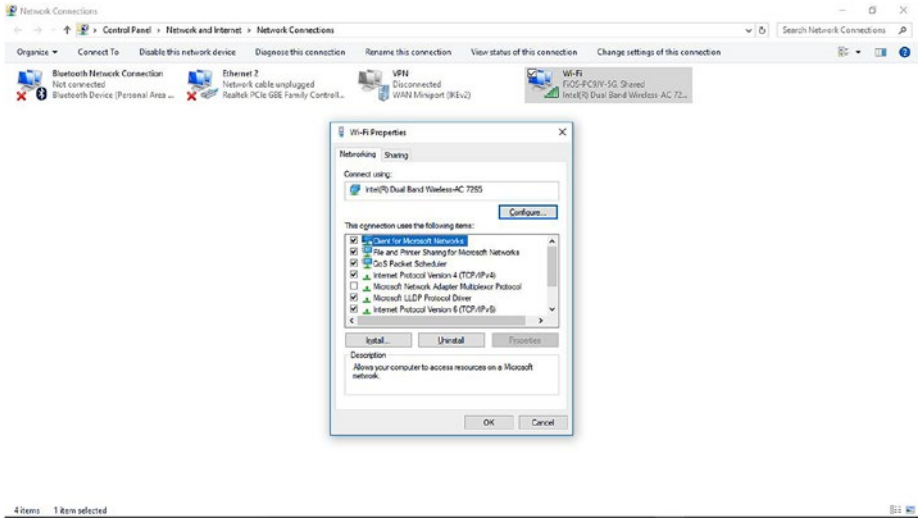 Network Connections
Control Panel › Network and Internet › Network Connections
Search Network Connections
Organize Connect To Disable this network device Diagnose this connection Rename this connection View status of this connection Change settings of this connection
Bluetooth Network Connection
Not connected
Bluetooth Device (Personal Area ...
Ethernet 2
Network cable unplugged
Realtek PCIe GBE Family Controll...
VPN
Disconnected
WAN Miniport (IKEv2)
Wi-Fi
FiOS-PC9IV-5G, Shared
Intel(R) Dual Band Wireless-AC 72...
Wi-Fi Properties
Networking Sharing
Connect using:
Intel(R) Dual Band Wireless-AC 7265
Configure...
This connection uses the following items:
Client for Microsoft Networks
File and Printer Sharing for Microsoft Networks
QoS Packet Scheduler
Internet Protocol Version 4 (TCP/IPv4)
Microsoft Network Adapter Multiplexor Protocol
Microsoft LLDP Protocol Driver
Internet Protocol Version 6 (TCP/IPv6)
Install... Uninstall Properties
Description
Allows your computer to access resources on a Microsoft
network.
OK Cancel
4 items 1 item selected